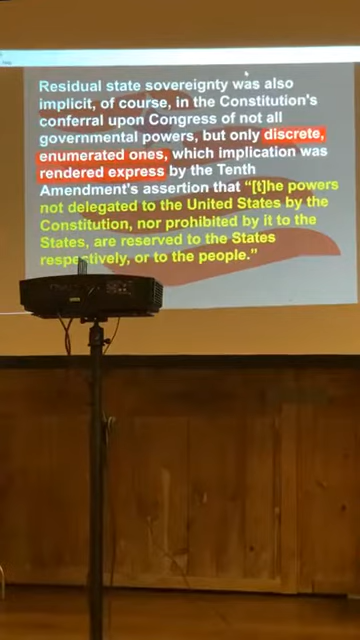 Residual state sovereignty was also
implicit, of course, in the Constitution's
conferral upon Congress of not all
governmental powers, but only discrete,
enumerated ones, which implication was
rendered express by the Tenth
Amendment's assertion that “[t]he powers
not delegated to the United States by the
Constitution, nor prohibited by it to the
States, are reserved to the States
respectively, or to the people.”